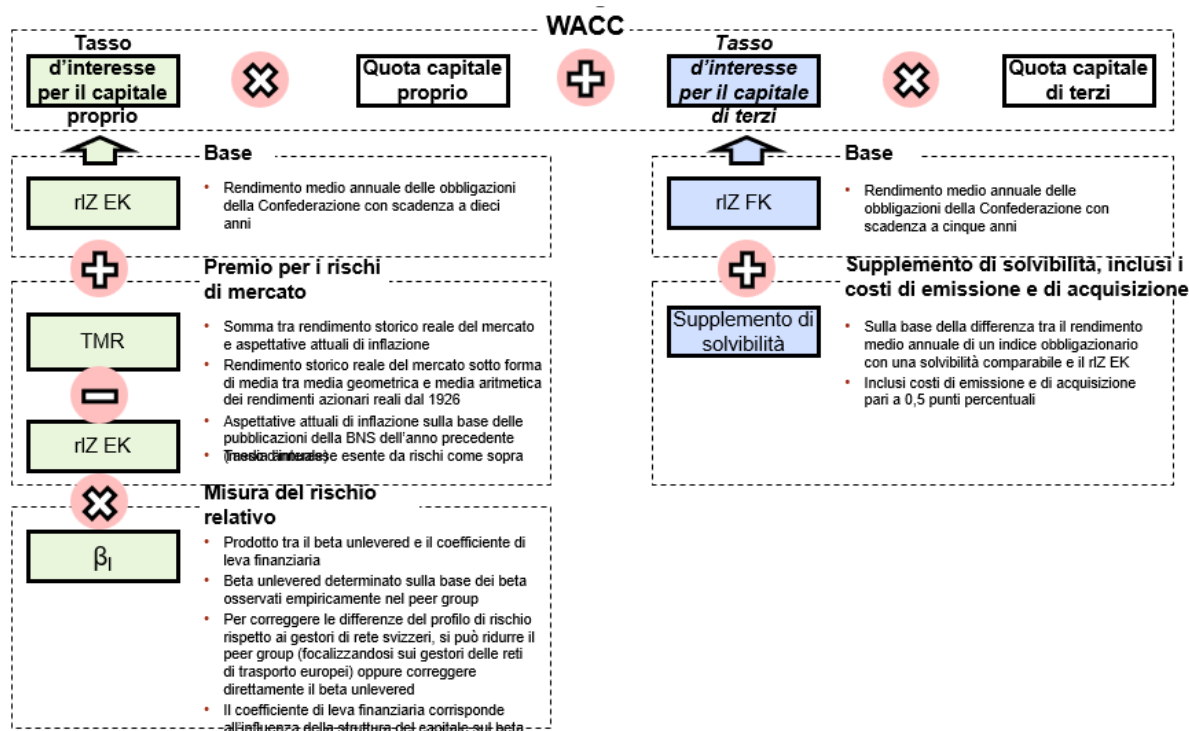 WACC
Tasso
d'interesse
per il capitale
proprio
Quota capitale
proprio
Tasso
d'interesse
per il capitale
di terzi
Quota capitale
di terzi
Base
rIZ EK
• Rendimento medio annuale delle obbligazioni
della Confederazione con scadenza a dieci
anni
Premio per i rischi
di mercato
TMR
rIZ EK
• Somma tra rendimento storico reale del mercato
e aspettative attuali di inflazione
• Rendimento storico reale del mercato sotto forma
di media tra media geometrica e media aritmetica
dei rendimenti azionari reali dal 1926
• Aspettative attuali di inflazione sulla base delle
pubblicazioni della BNS dell'anno precedente
• esente da rischi come sopra
Misura del rischio
relativo
βl
• Prodotto tra il beta unlevered e il coefficiente di
leva finanziaria
• Beta unlevered determinato sulla base dei beta
osservati empiricamente nel peer group
• Per correggere le differenze del profilo di rischio
rispetto ai gestori di rete svizzeri, si può ridurre il
peer group (focalizzandosi sui gestori delle reti
di trasporto europei) oppure correggere
direttamente il beta unlevered
• Il coefficiente di leva finanziaria corrisponde
all'influenza della struttura del capitale sul beta
Base
rIZ FK
• Rendimento medio annuale delle
obbligazioni della Confederazione con
scadenza a cinque anni
Supplemento di solvibilità, inclusi i
costi di emissione e di acquisizione
Supplemento di
solvibilità
• Sulla base della differenza tra il rendimento
medio annuale di un indice obbligazionario
con una solvibilità comparabile e il rIZ EK
• Inclusi costi di emissione e di acquisizione
pari a 0,5 punti percentuali